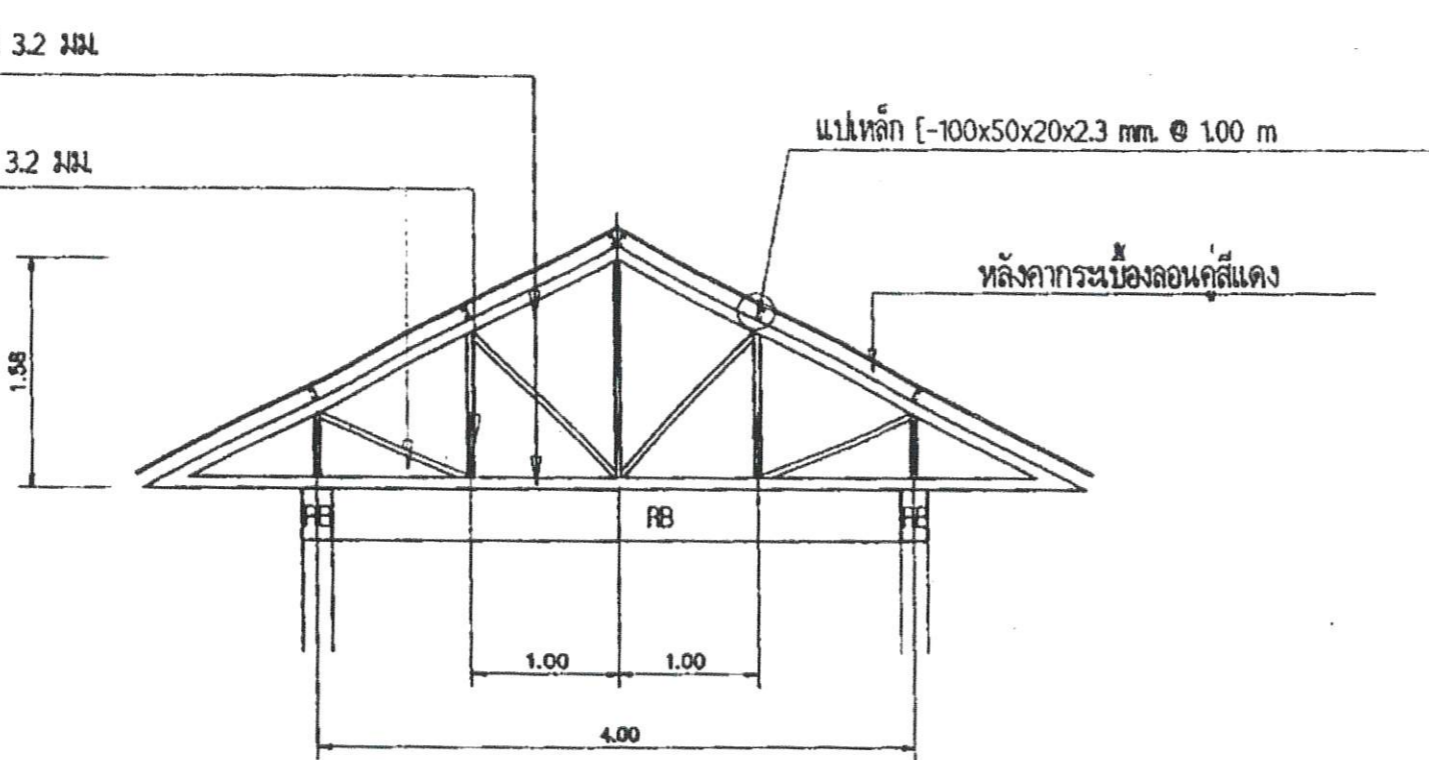 3.2 มม.
แปเหล็ก [-100x50x20x2.3 mm. @ 1.00 m
3.2 มม.
หลังคากระเบื้องลอนคู่สีแดง
1.58
RB
1.00 1.00
4.00